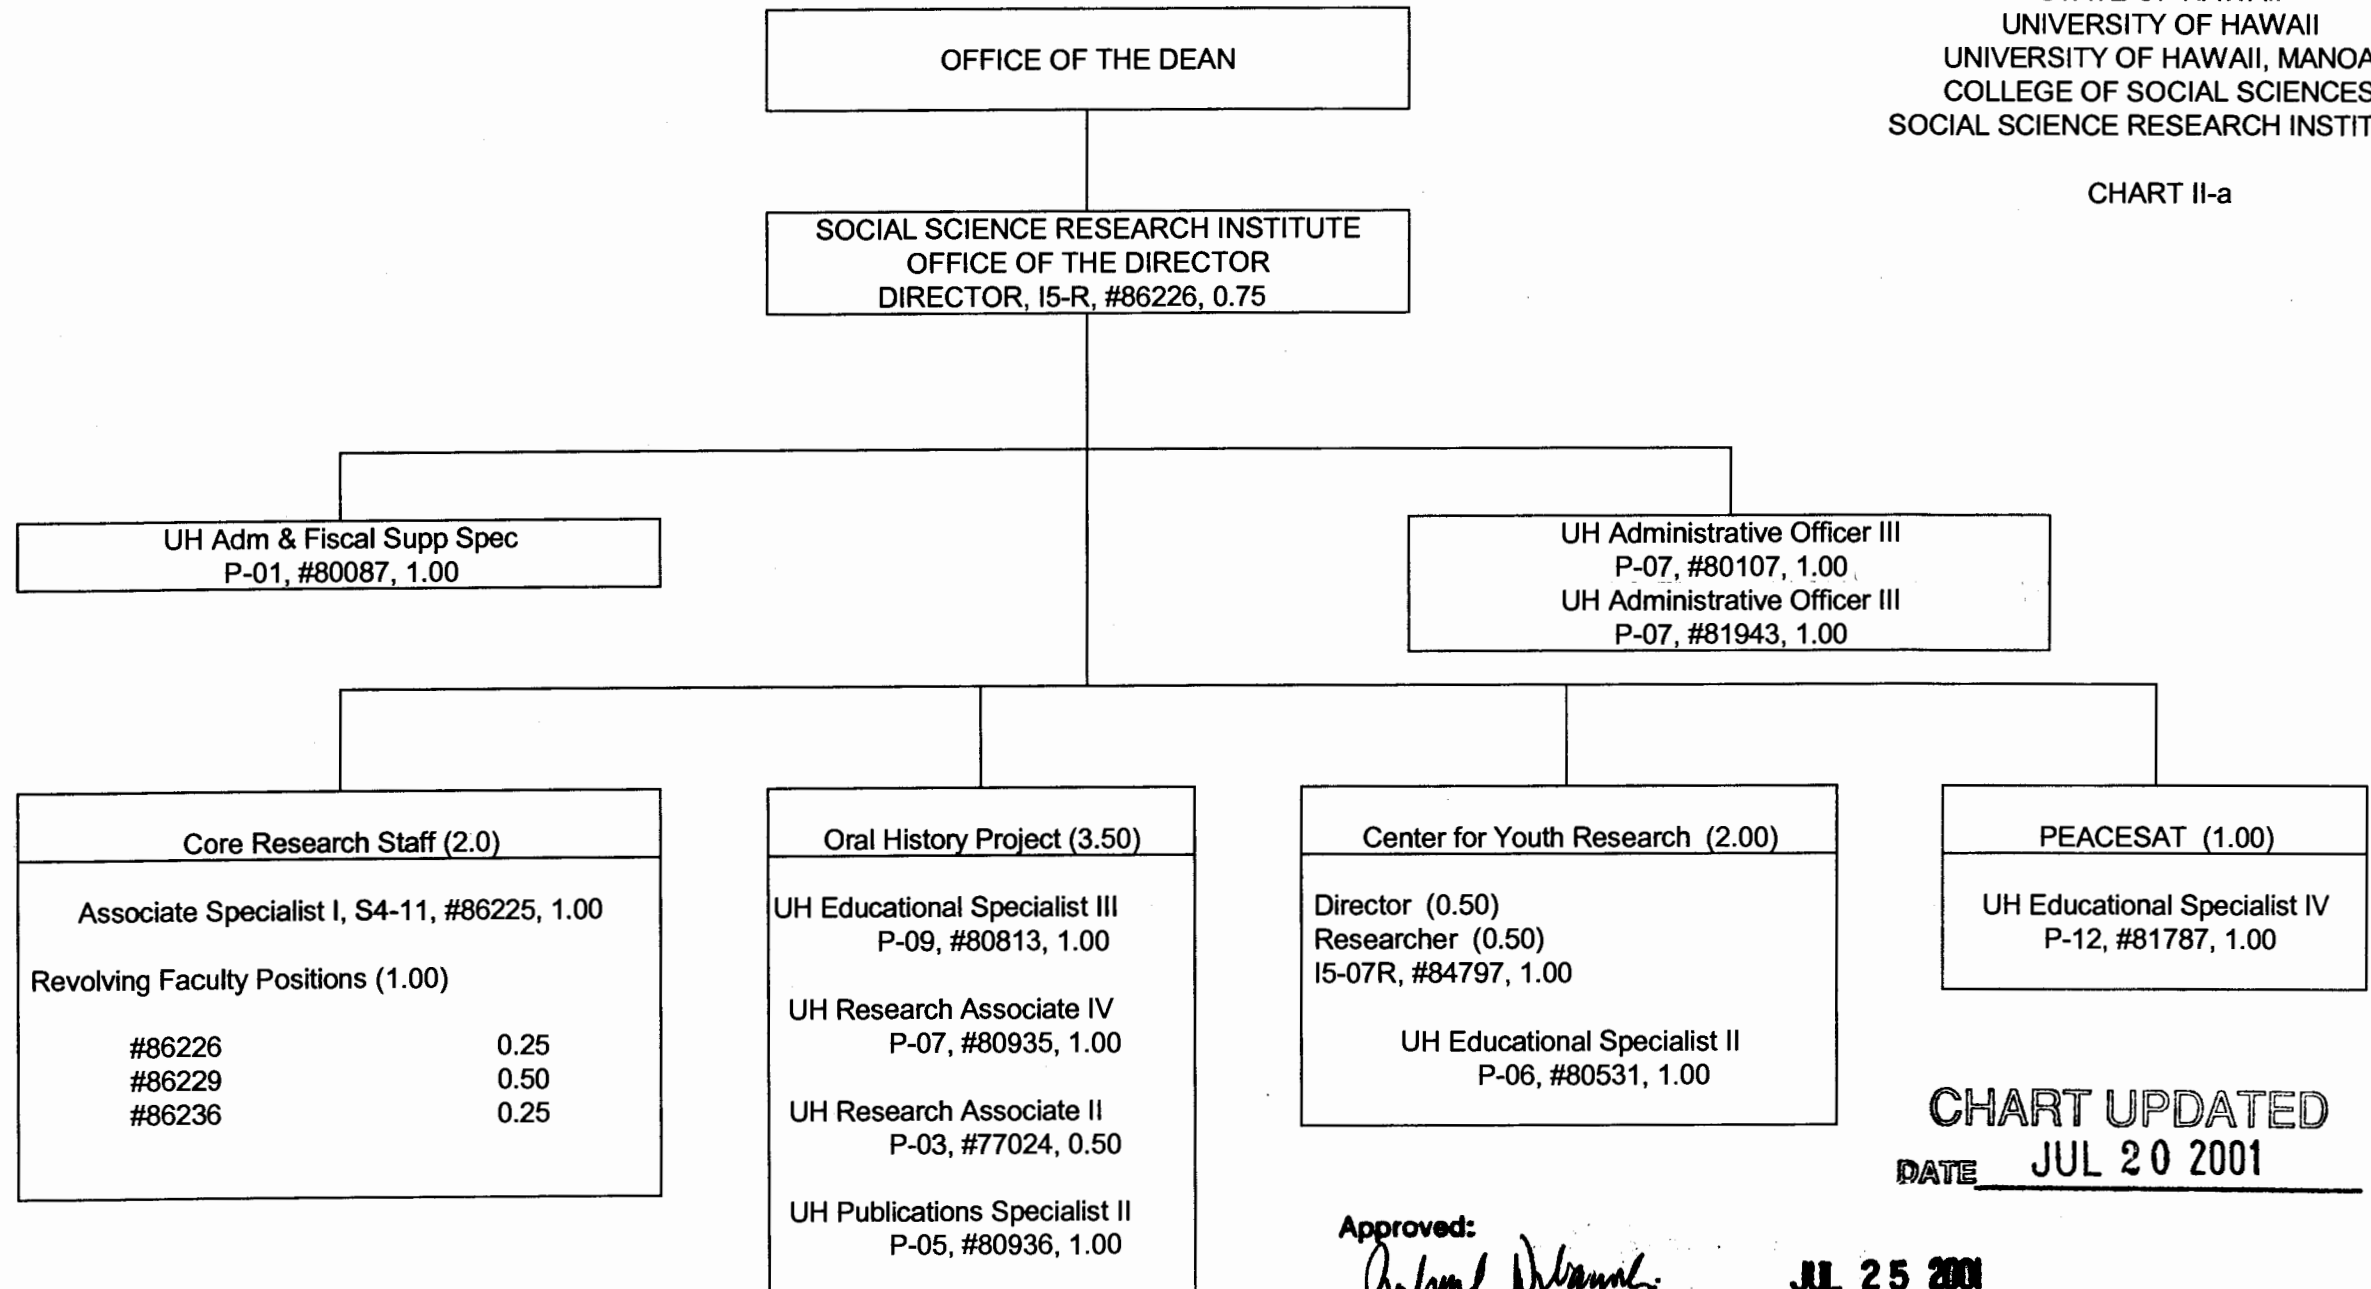 UNIVERSITY OF HAWAII
UNIVERSITY OF HAWAII, MANOA
COLLEGE OF SOCIAL SCIENCES
SOCIAL SCIENCE RESEARCH INSTIT
CHART II-a
OFFICE OF THE DEAN
SOCIAL SCIENCE RESEARCH INSTITUTE
OFFICE OF THE DIRECTOR
DIRECTOR, I5-R, #86226, 0.75
UH Adm & Fiscal Supp Spec
P-01, #80087, 1.00
UH Administrative Officer III
P-07, #80107, 1.00
UH Administrative Officer III
P-07, #81943, 1.00
Core Research Staff (2.0)
Associate Specialist I, S4-11, #86225, 1.00
Revolving Faculty Positions (1.00)
#86226 0.25
#86229 0.50
#86236 0.25
Oral History Project (3.50)
UH Educational Specialist III
P-09, #80813, 1.00
UH Research Associate IV
P-07, #80935, 1.00
UH Research Associate II
P-03, #77024, 0.50
UH Publications Specialist II
P-05, #80936, 1.00
Center for Youth Research (2.00)
Director (0.50)
Researcher (0.50)
I5-07R, #84797, 1.00
UH Educational Specialist II
P-06, #80531, 1.00
PEACESAT (1.00)
UH Educational Specialist IV
P-12, #81787, 1.00
CHART UPDATED
DATE JUL 20 2001
Approved:
JUL 25 2001